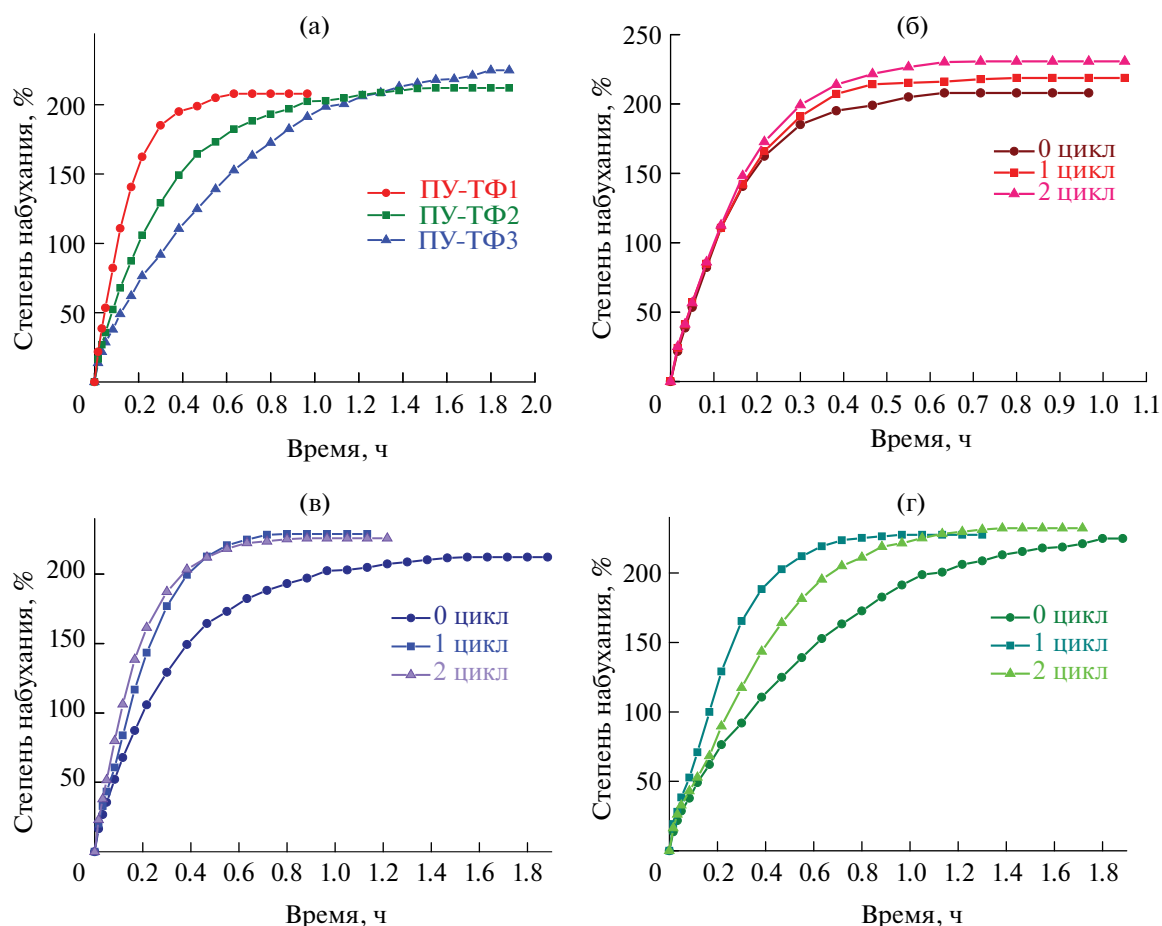 (а)
Степень набухания, %
200
150
100
50
0
ПУ-ТФ1
ПУ-ТФ2
ПУ-ТФ3
0.2 0.4 0.6 0.8 1.0 1.2 1.4 1.6 1.8 2.0
Время, ч
(б)
Степень набухания, %
250
200
150
100
50
0
0 цикл
1 цикл
2 цикл
0.1 0.2 0.3 0.4 0.5 0.6 0.7 0.8 0.9 1.0 1.1
Время, ч
(в)
Степень набухания, %
200
150
100
50
0
0 цикл
1 цикл
2 цикл
0.2 0.4 0.6 0.8 1.0 1.2 1.4 1.6 1.8
Время, ч
(г)
Степень набухания, %
200
150
100
50
0
0 цикл
1 цикл
2 цикл
0.2 0.4 0.6 0.8 1.0 1.2 1.4 1.6 1.8
Время, ч